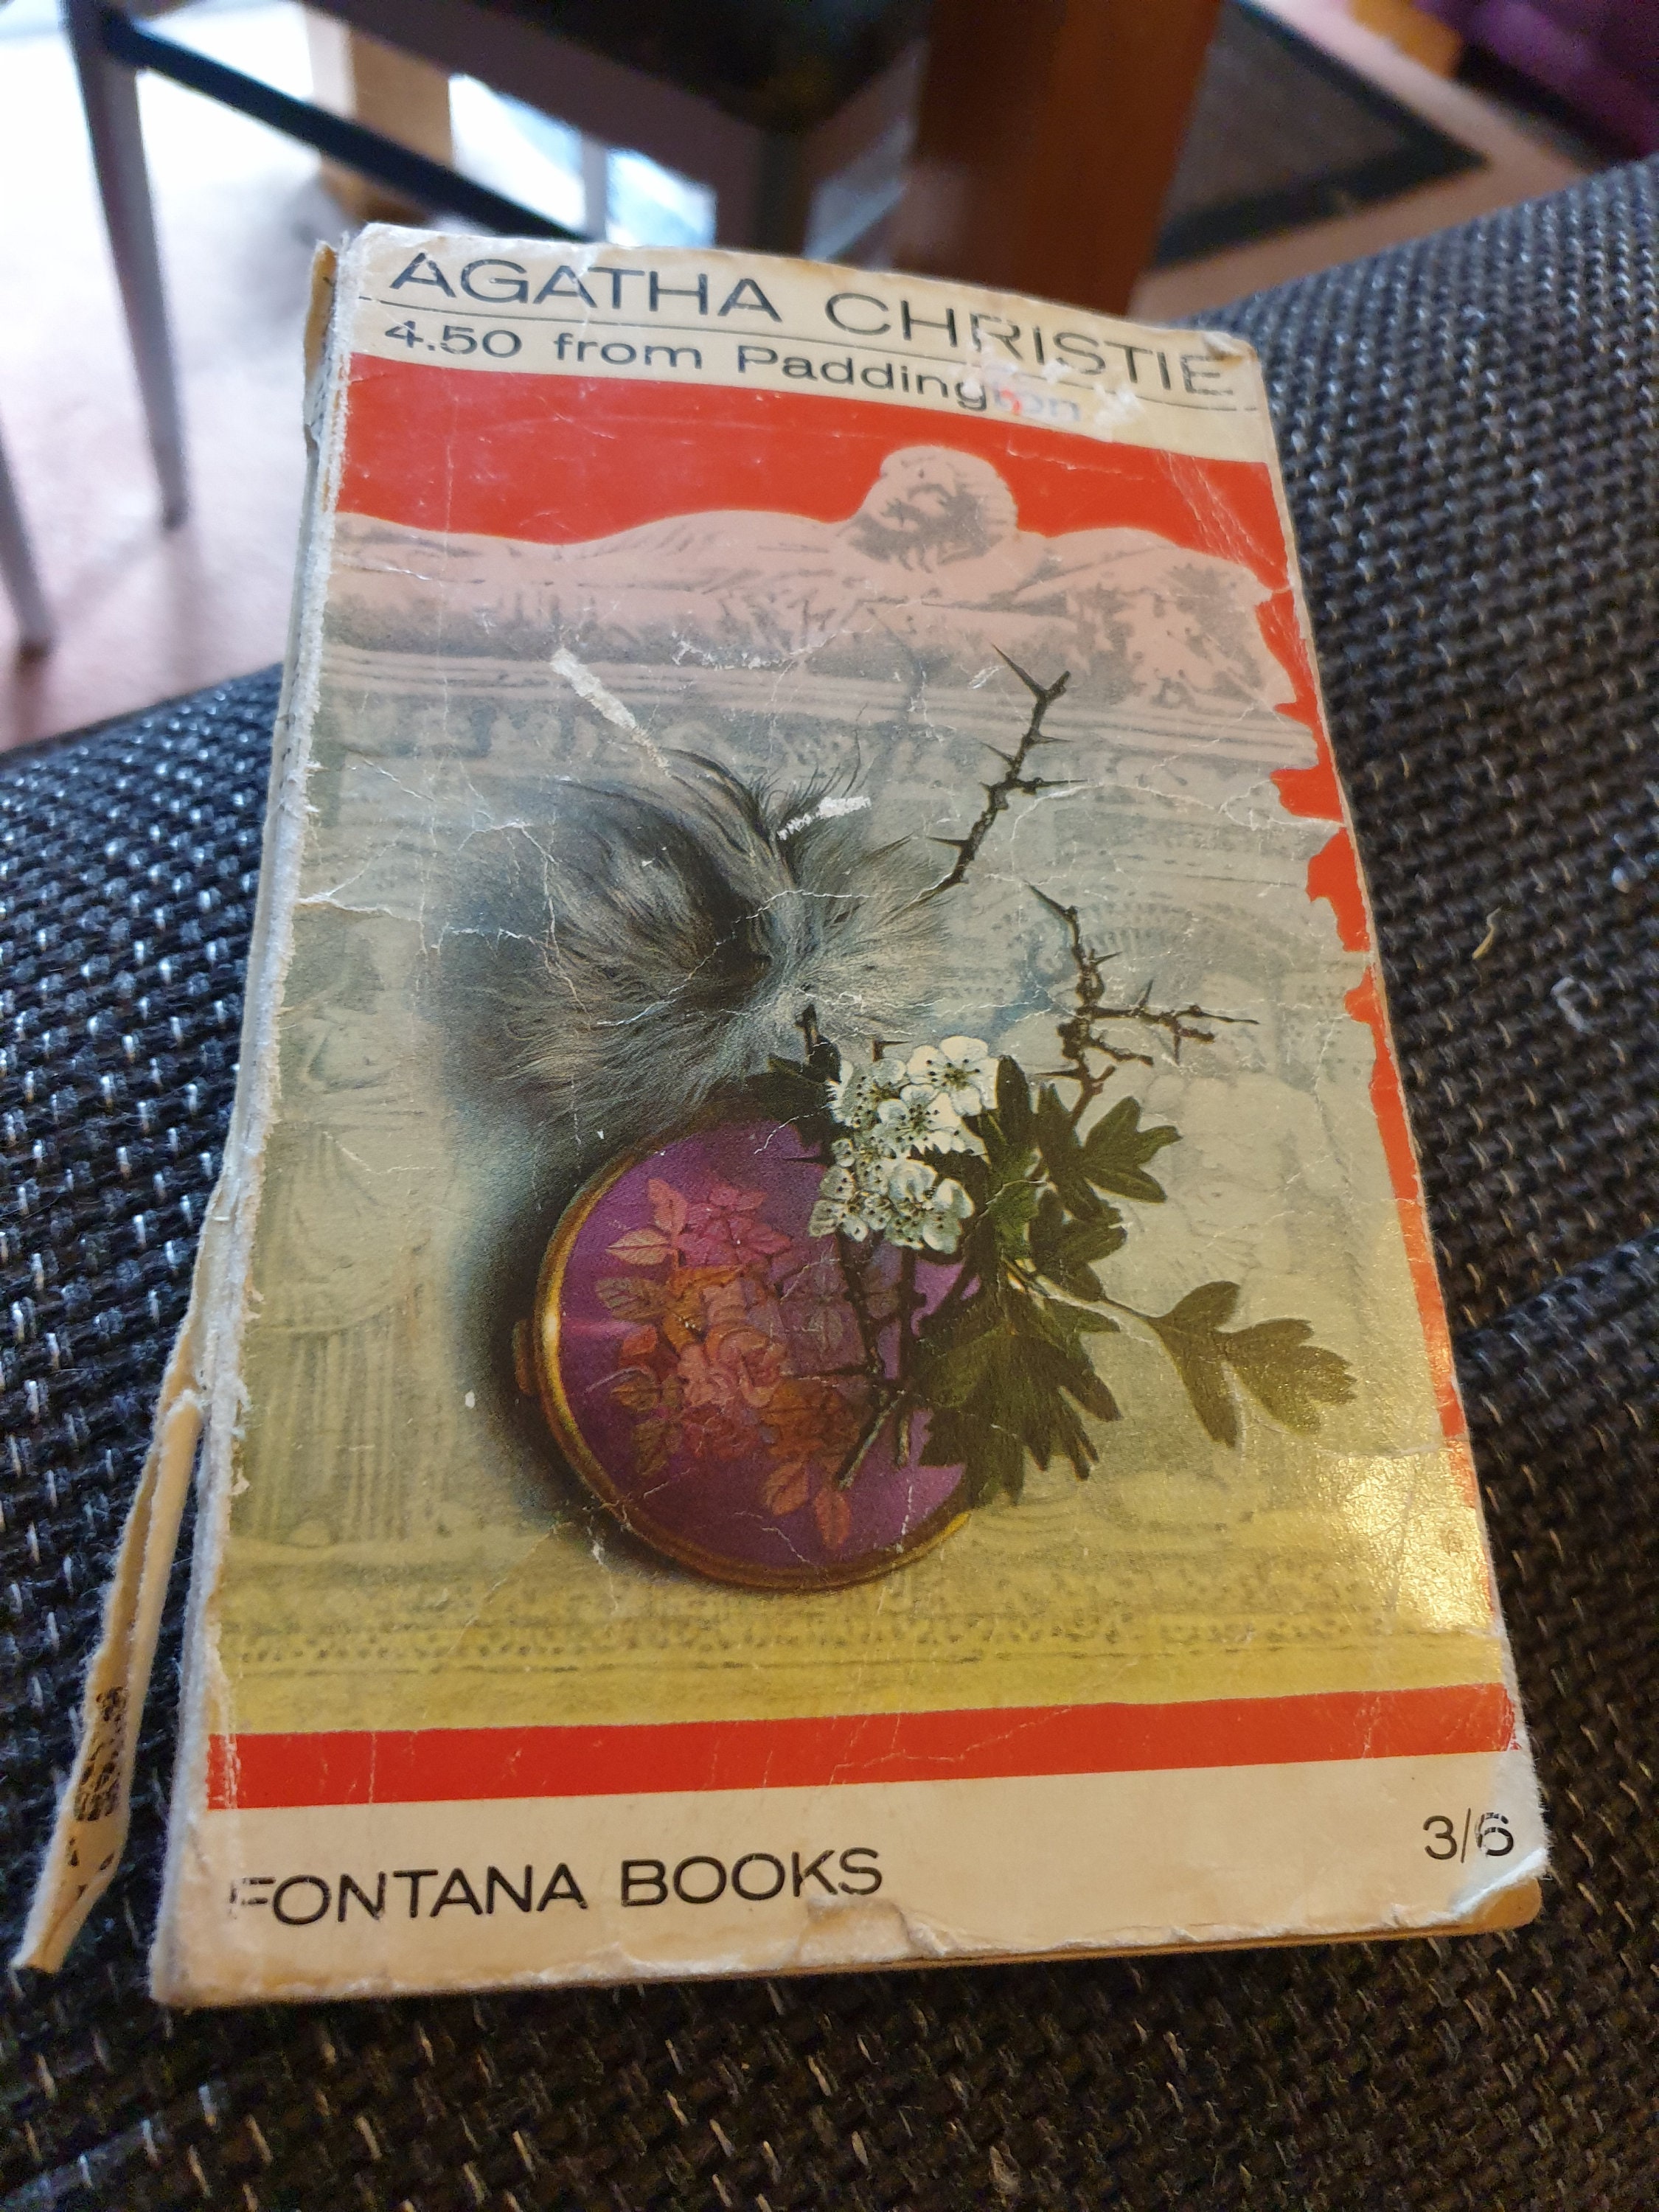 AGATHA CHRISTIE
4.50 from Paddington
FONTANA BOOKS
3/6